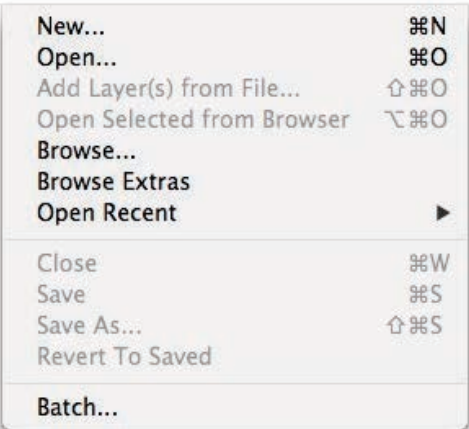 New... ⌘N
Open... ⌘O
Add Layer(s) from File... ⇧⌘O
Open Selected from Browser ⌥⌘O
Browse...
Browse Extras
Open Recent ▶
Close ⌘W
Save ⌘S
Save As... ⇧⌘S
Revert To Saved
Batch...